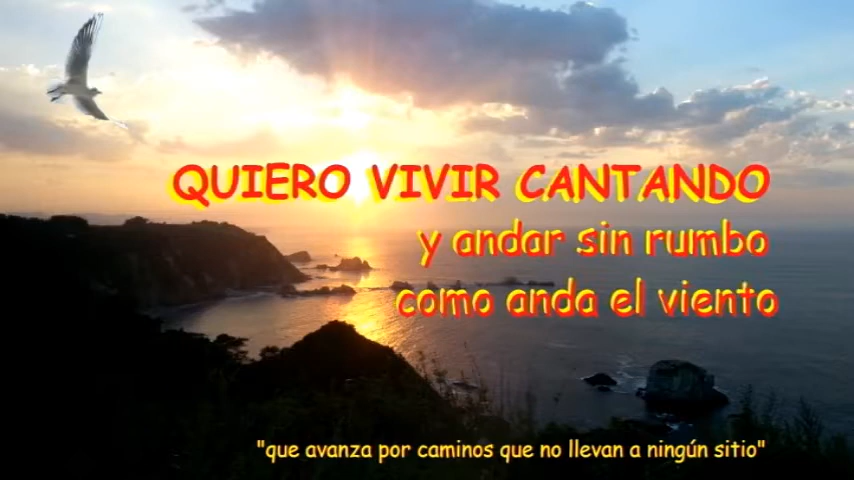 QUIERO VIVIR CANTANDO
y andar sin rumbo
como anda el viento
"que avanza por caminos que no llevan a ningún sitio"